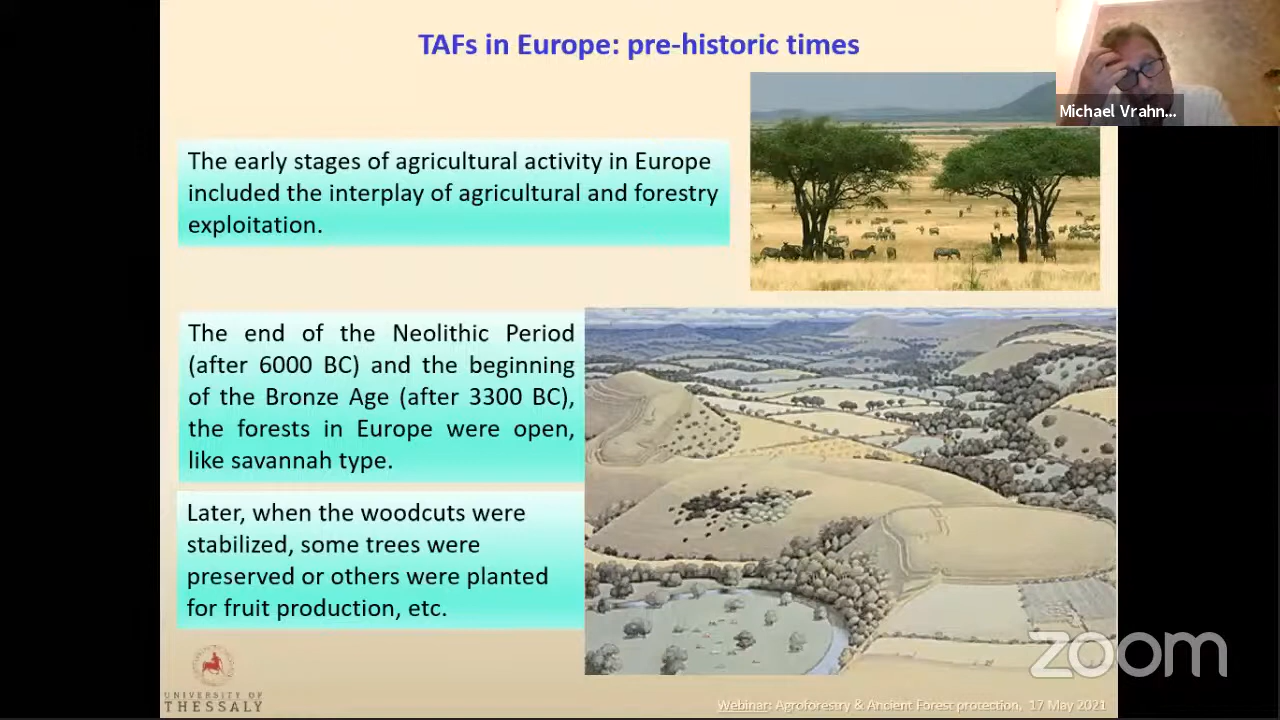 TAFs in Europe: pre-historic times
Michael Vrahn...
The early stages of agricultural activity in Europe
included the interplay of agricultural and forestry
exploitation.
The end of the Neolithic Period
(after 6000 BC) and the beginning
of the Bronze Age (after 3300 BC),
the forests in Europe were open,
like savannah type.
Later, when the woodcuts were
stabilized, some trees were
preserved or others were planted
for fruit production, etc.
zoom
UNIVERSITY OF
THESSALY
Webinar: Agroforestry & Ancient Forest protection, 17 May 2021